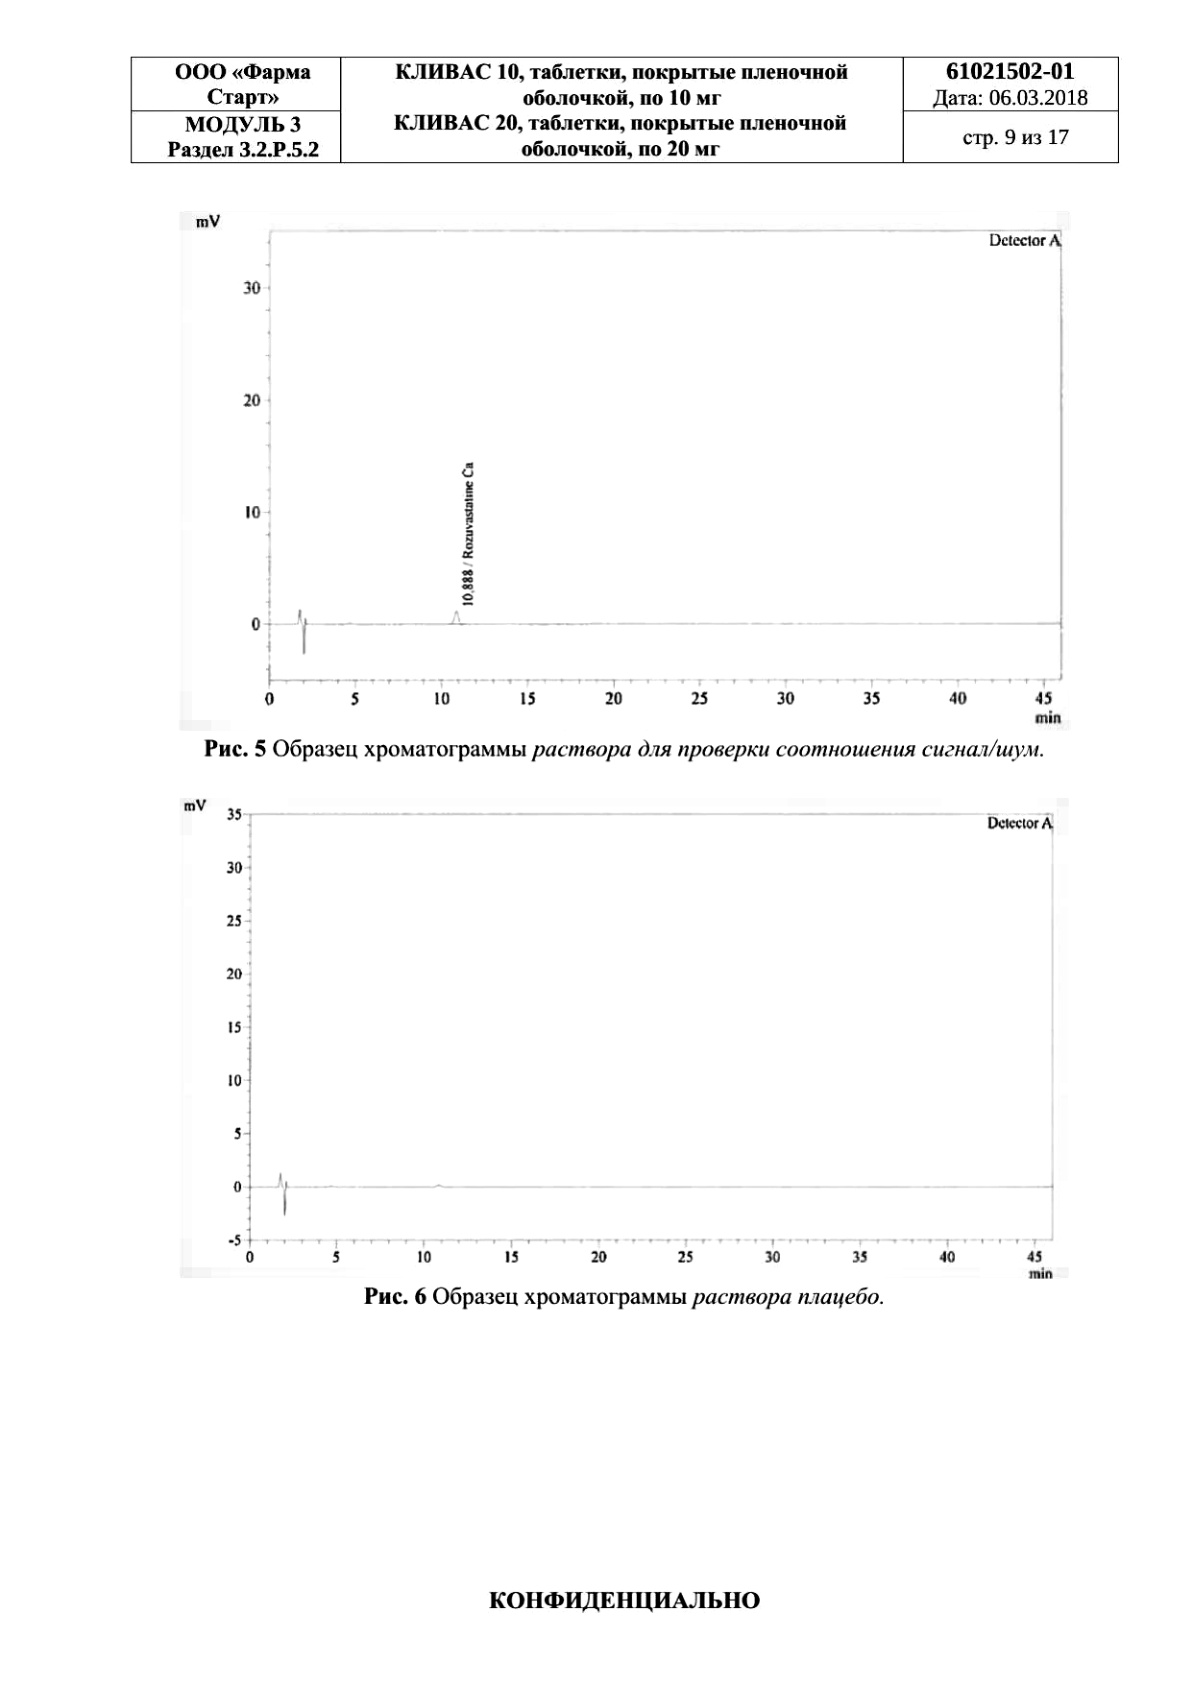 ООО «Фарма
Старт»
МОДУЛЬ 3
Раздел 3.2.Р.5.2
КЛИВАС 10, таблетки, покрытые пленочной
оболочкой, по 10 мг
КЛИВАС 20, таблетки, покрытые пленочной
оболочкой, по 20 мг
61021502-01
Дата: 06.03.2018
стр. 9 из 17
mV
Detector A
30
20
10
0
10,888 / Rozuvastatine Ca
0 5 10 15 20 25 30 35 40 45
min
Рис. 5 Образец хроматограммы раствора для проверки соотношения сигнал/шум.
mV
Detector A
35
30
25
20
15
10
5
0
-5
0 5 10 15 20 25 30 35 40 45
min
Рис. 6 Образец хроматограммы раствора плацебо.
КОНФИДЕНЦИАЛЬНО